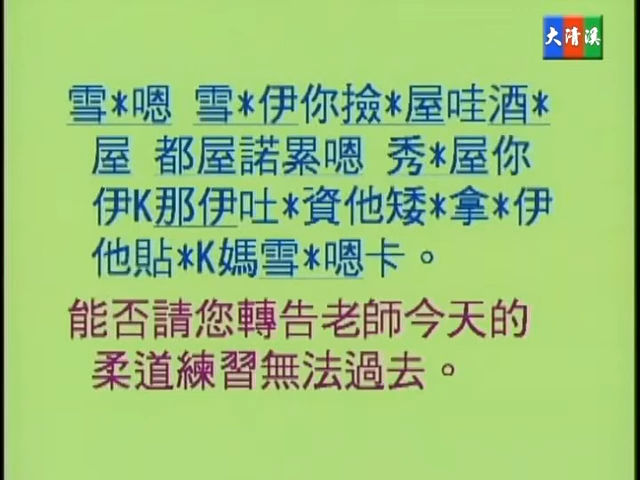 大清溪
雪*嗯 雪*伊你撿*屋哇酒*
屋 都屋諾累嗯 秀*屋你
伊K那伊吐*資他矮*拿*伊
他貼*K媽雪*嗯卡。
能否請您轉告老師今天的
柔道練習無法過去。